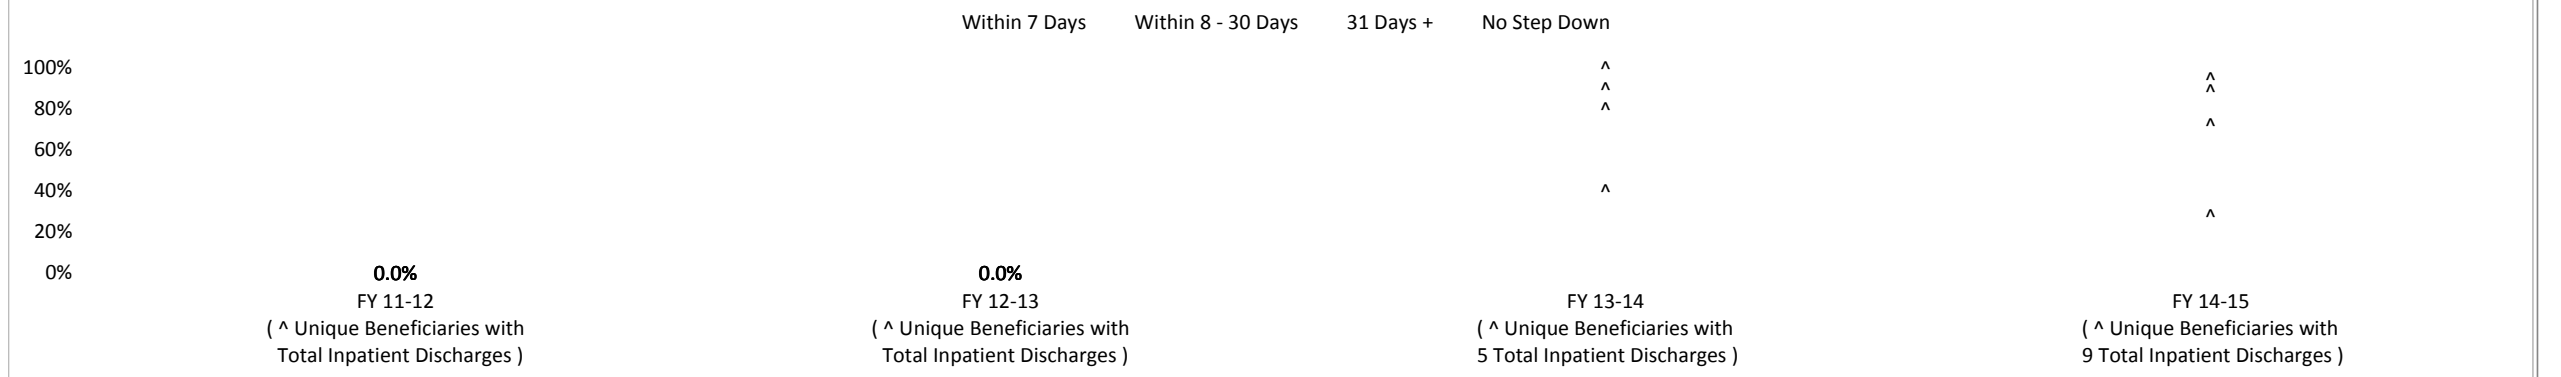 Within 7 Days Within 8 - 30 Days 31 Days + No Step Down
100%
80%
60%
40%
20%
0%
^
^
^
^
^
^
^
^
0.0% 0.0%
FY 11-12
( ^ Unique Beneficiaries with
Total Inpatient Discharges )
FY 12-13
( ^ Unique Beneficiaries with
Total Inpatient Discharges )
FY 13-14
( ^ Unique Beneficiaries with
5 Total Inpatient Discharges )
FY 14-15
( ^ Unique Beneficiaries with
9 Total Inpatient Discharges )